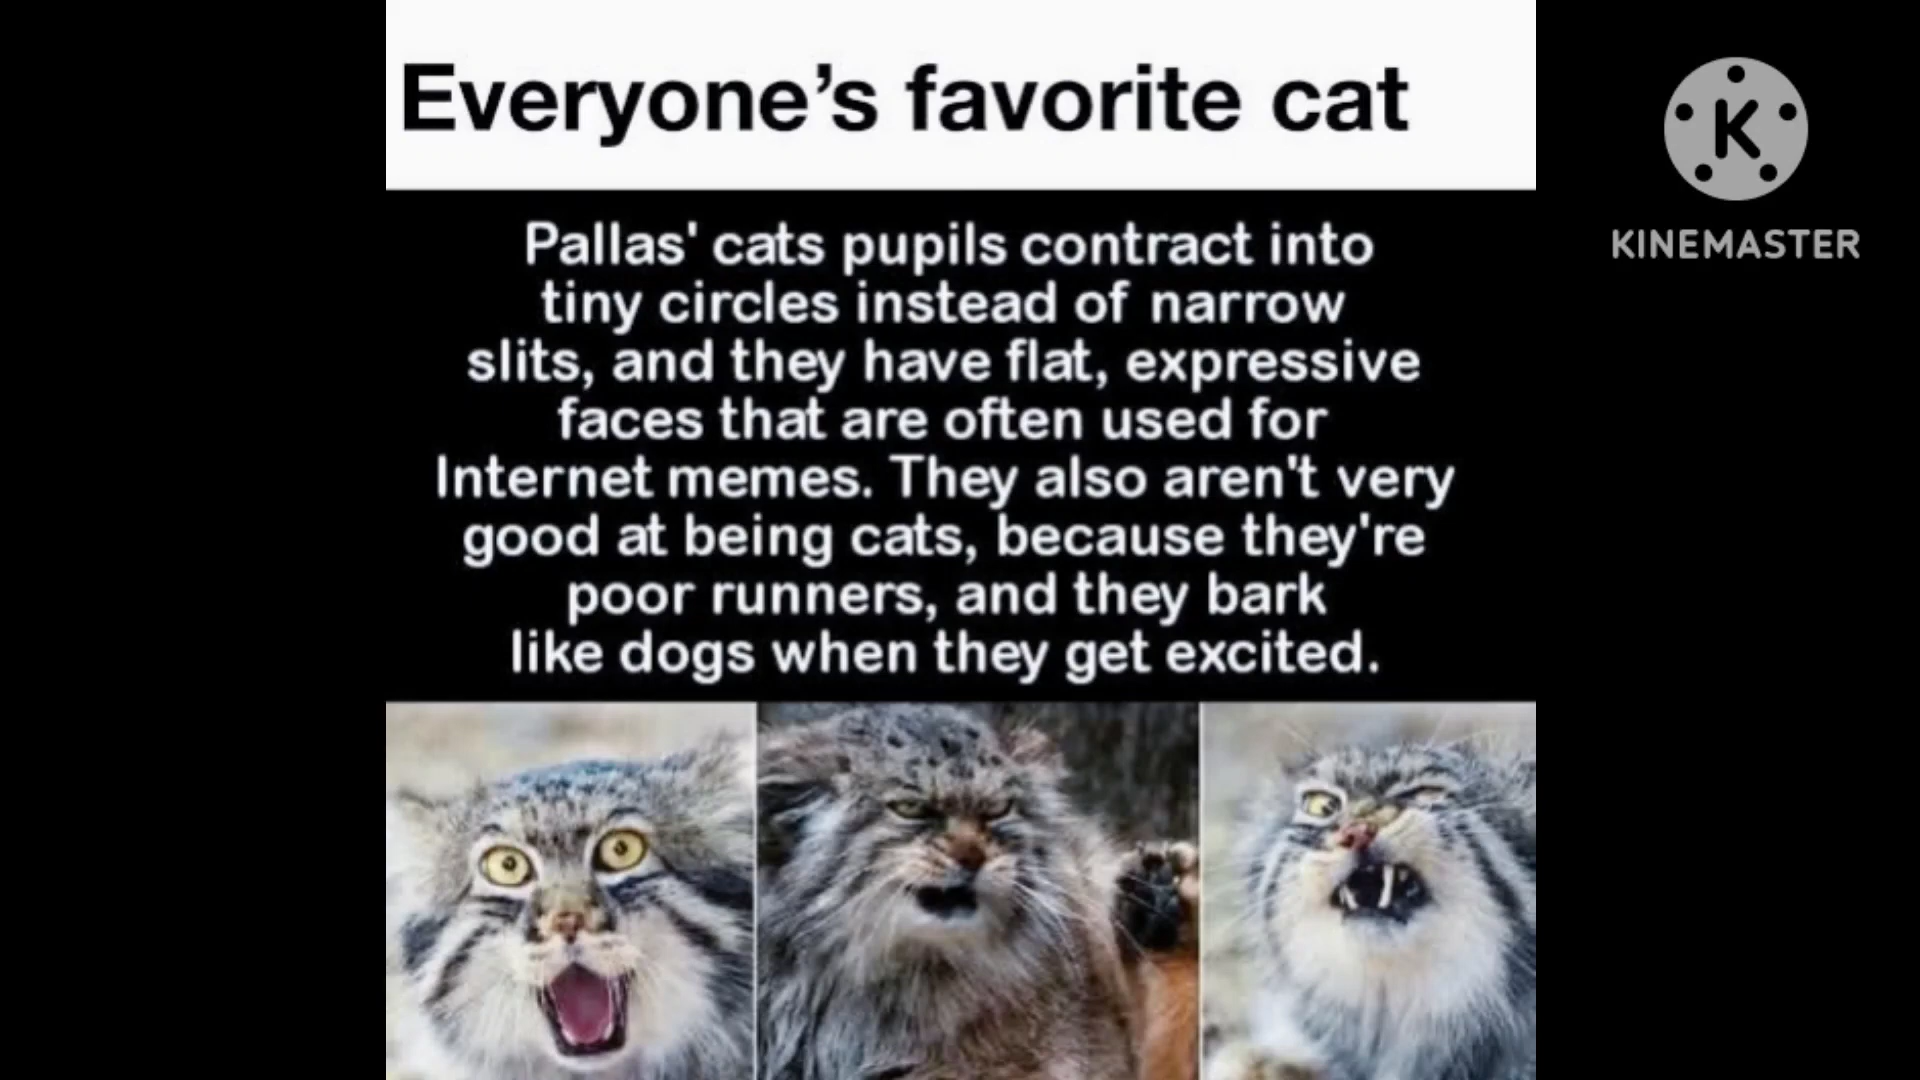 Everyone’s favorite cat
Pallas' cats pupils contract into
tiny circles instead of narrow
slits, and they have flat, expressive
faces that are often used for
Internet memes. They also aren't very
good at being cats, because they're
poor runners, and they bark
like dogs when they get excited.
K
KINEMASTER